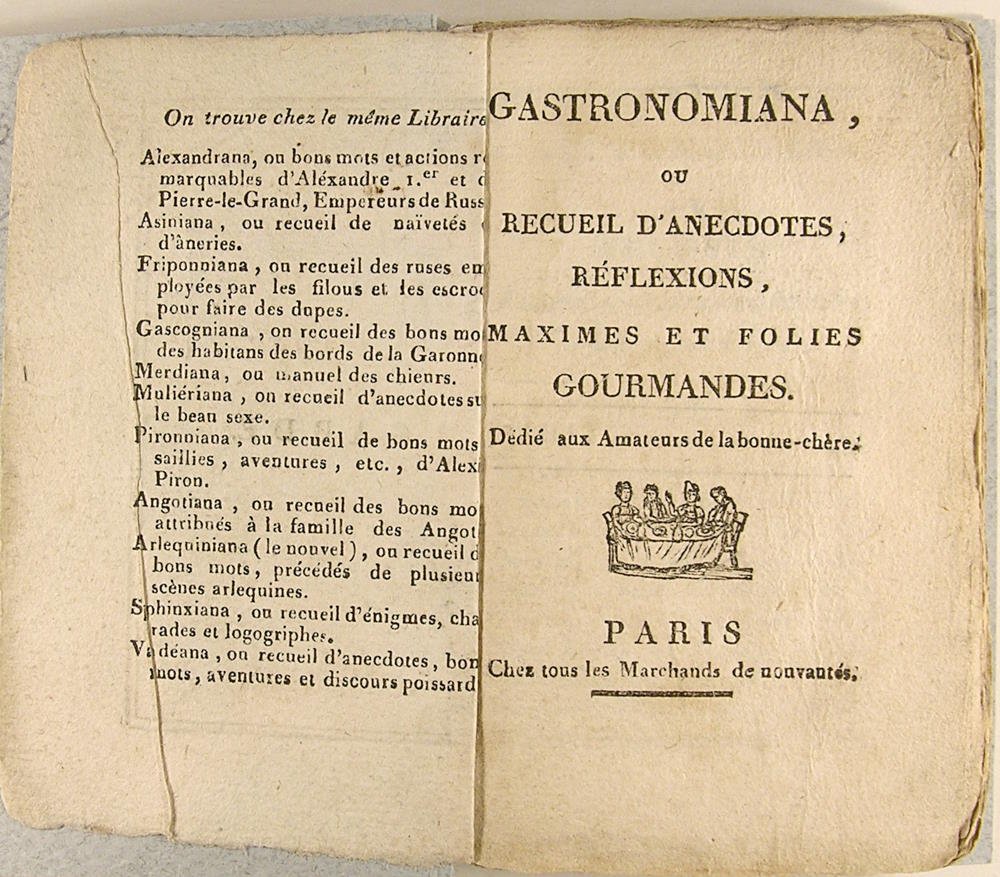 On trouve chez le même Libraire
Alexandrana, ou bons mots et actions re
marquables d'Aléxandre 1.er et d
Pierre-le-Grand, Empereurs de Russ
Asiniana, ou recueil de naïvetés
d'âneries.
Friponniana, ou recueil des ruses em
ployées par les filous et les escroc
pour faire des dupes.
Gascogniana, ou recueil des bons mo
des habitans des bords de la Garonne
Merdiana, ou manuel des chieurs.
Muliériana, ou recueil d'anecdotes su
le beau sexe.
Pironniana, ou recueil de bons mots
saillies, aventures, etc., d'Alexi
Piron.
Angotiana, ou recueil des bons mo
attribués à la famille des Angot
Arlequiniana (le nouvel), ou recueil d
bons mots, précédés de plusieur
scènes arlequines.
Sphinxiana, ou recueil d'énigmes, cha
rades et logogriphes.
Vadéana, ou recueil d'anecdotes, bon
mots, aventures et discours poissard
GASTRONOMIANA,
OU
RECUEIL D'ANECDOTES,
RÉFLEXIONS,
MAXIMES ET FOLIES
GOURMANDES.
Dédié aux Amateurs de la bonne-chère.
PARIS
Chez tous les Marchands de nouvautés.